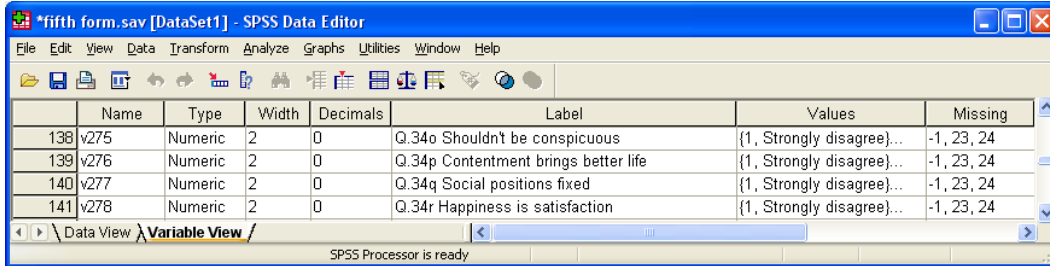 *fifth form.sav [DataSet1] - SPSS Data Editor
File Edit View Data Transform Analyze Graphs Utilities Window Help
Name Type Width Decimals Label Values Missing
138 v275 Numeric 2 0 Q.34o Shouldn't be conspicuous {1, Strongly disagree}... -1, 23, 24
139 v276 Numeric 2 0 Q.34p Contentment brings better life {1, Strongly disagree}... -1, 23, 24
140 v277 Numeric 2 0 Q.34q Social positions fixed {1, Strongly disagree}... -1, 23, 24
141 v278 Numeric 2 0 Q.34r Happiness is satisfaction {1, Strongly disagree}... -1, 23, 24
Data View Variable View
SPSS Processor is ready